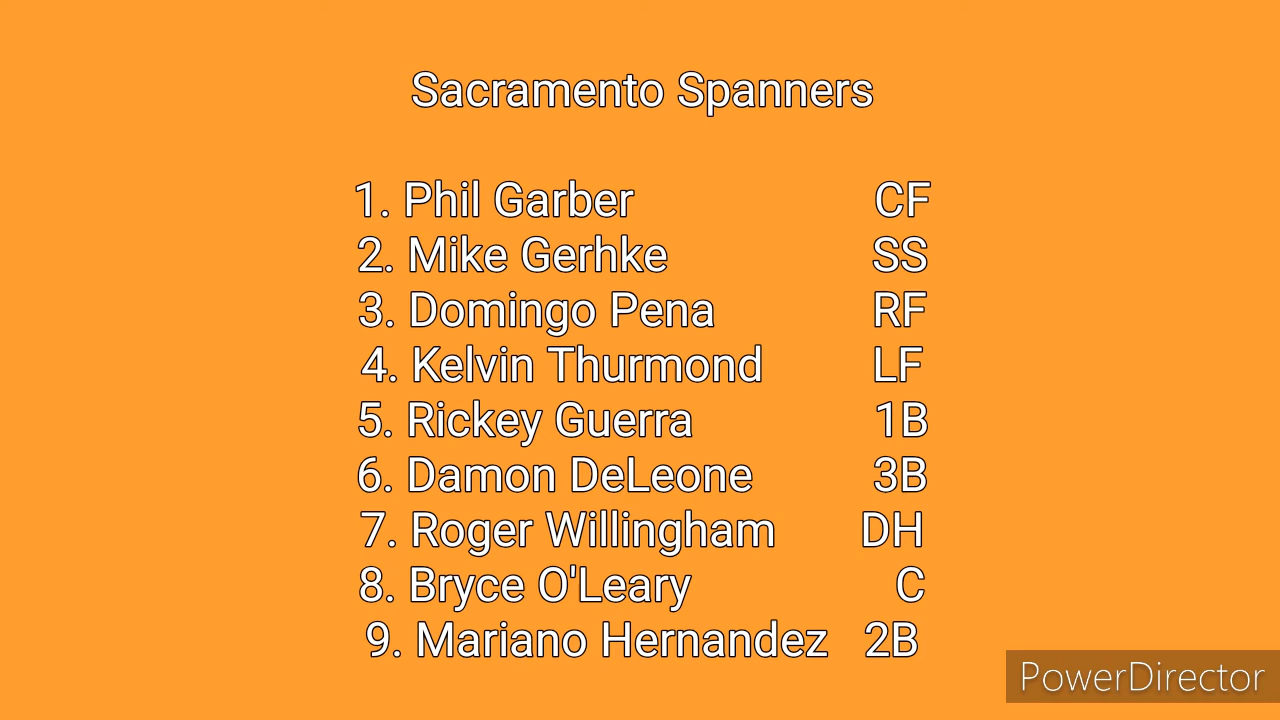 Sacramento Spanners
1. Phil Garber CF
2. Mike Gerhke SS
3. Domingo Pena RF
4. Kelvin Thurmond LF
5. Rickey Guerra 1B
6. Damon DeLeone 3B
7. Roger Willingham DH
8. Bryce O'Leary C
9. Mariano Hernandez 2B
PowerDirector